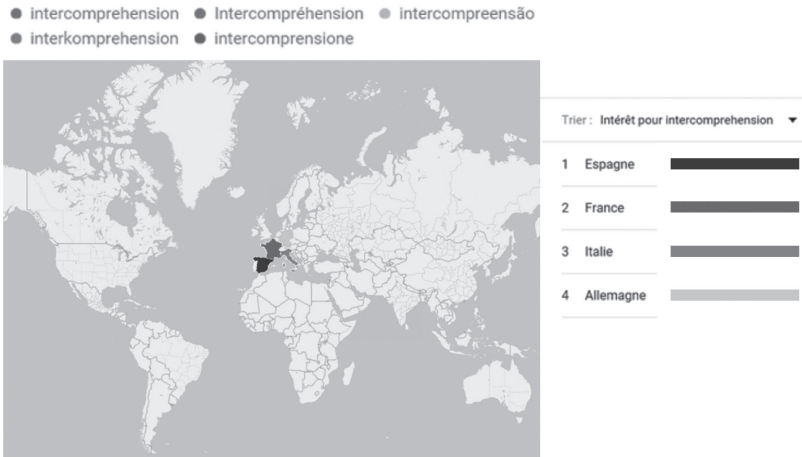 intercomprehension Intercompréhension intercompreensão
interkomprehension intercomprensione
Trier : Intérêt pour intercomprehension
1 Espagne
2 France
3 Italie
4 Allemagne